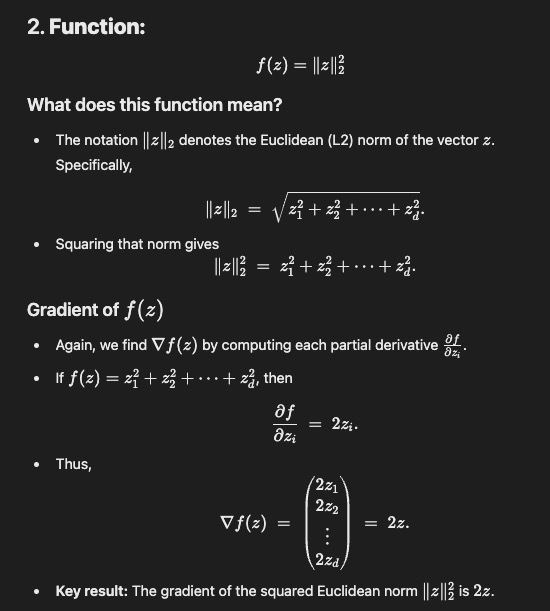 2. Function:
f(z) = ‖z‖₂²
What does this function mean?
• The notation ‖z‖₂ denotes the Euclidean (L2) norm of the vector z.
Specifically,
‖z‖₂ = √(z₁² + z₂² + ⋯ + z_d²).
• Squaring that norm gives
‖z‖₂² = z₁² + z₂² + ⋯ + z_d².
Gradient of f(z)
• Again, we find ∇f(z) by computing each partial derivative ∂f/∂zᵢ.
• If f(z) = z₁² + z₂² + ⋯ + z_d², then
∂f/∂zᵢ = 2zᵢ.
• Thus,
∇f(z) = (2z₁ 2z₂ ⋮ 2z_d) = 2z.
• Key result: The gradient of the squared Euclidean norm ‖z‖₂² is 2z.